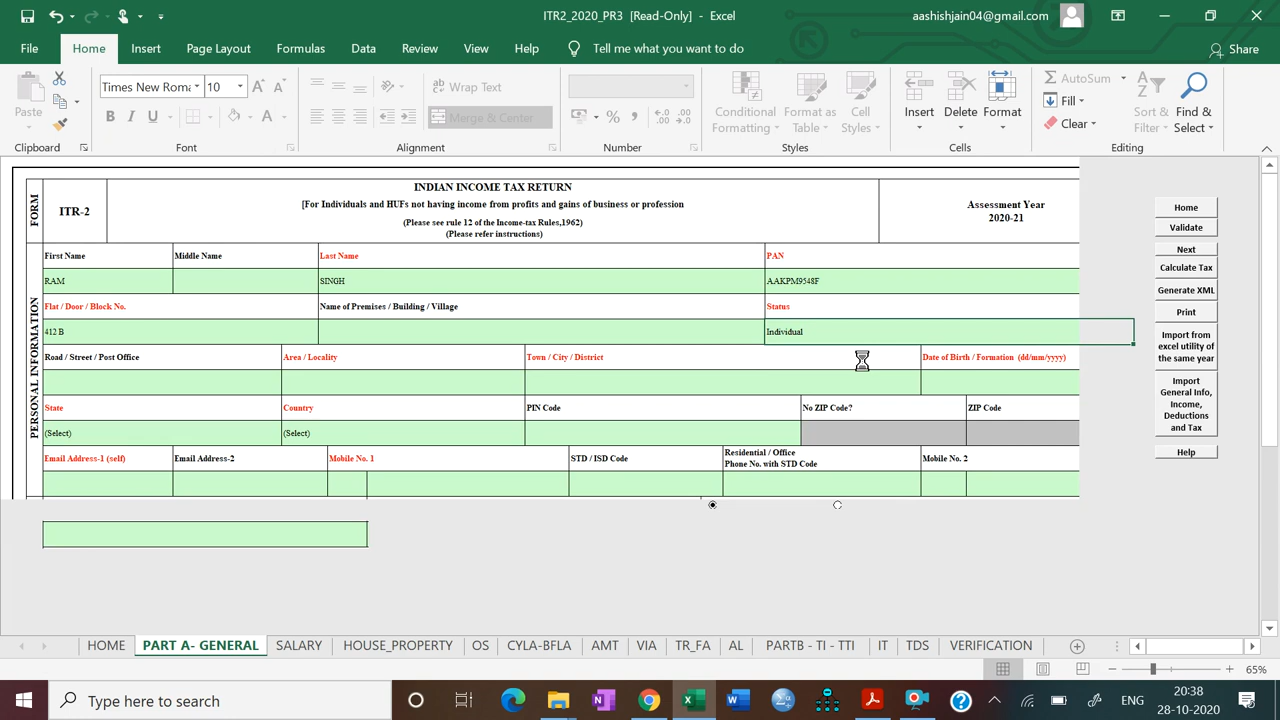 ITR2_2020_PR3 [Read-Only] - Excel
aashishjain04@gmail.com
File Home Insert Page Layout Formulas Data Review View Help Tell me what you want to do Share
Paste
Clipboard
Times New Roma 10
B I U
Font
Wrap Text
Merge & Center
Alignment
%
Number
Conditional Formatting
Format as Table
Cell Styles
Styles
Insert Delete Format
Cells
AutoSum
Fill
Clear
Sort & Filter
Find & Select
Editing
FORM
ITR-2
INDIAN INCOME TAX RETURN
[For Individuals and HUFs not having income from profits and gains of business or profession
(Please see rule 12 of the Income-tax Rules,1962)
(Please refer instructions)
Assessment Year
2020-21
PERSONAL INFORMATION
First Name Middle Name Last Name PAN
RAM SINGH AAKPM9548F
Flat / Door / Block No. Name of Premises / Building / Village Status
412 B Individual
Road / Street / Post Office Area / Locality Town / City / District Date of Birth / Formation (dd/mm/yyyy)
State Country PIN Code No ZIP Code? ZIP Code
(Select) (Select)
Email Address-1 (self) Email Address-2 Mobile No. 1 STD / ISD Code Residential / Office Phone No. with STD Code Mobile No. 2
Home
Validate
Next
Calculate Tax
Generate XML
Print
Import from
excel utility of
the same year
Import
General Info,
Income,
Deductions
and Tax
Help
HOME PART A- GENERAL SALARY HOUSE_PROPERTY OS CYLA-BFLA AMT VIA TR_FA AL PARTB - TI - TTI IT TDS VERIFICATION
65%
Type here to search
ENG
20:38
28-10-2020